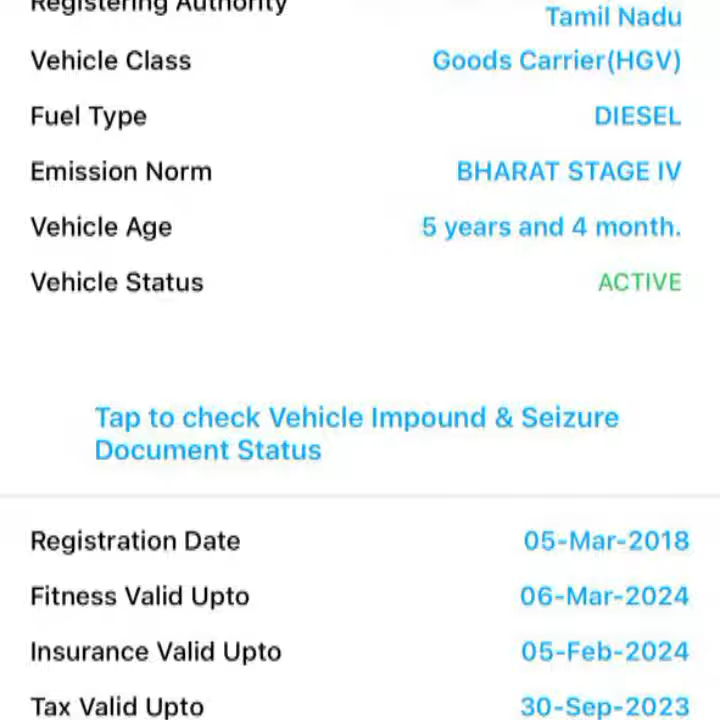 Registering Authority
Tamil Nadu
Vehicle Class Goods Carrier(HGV)
Fuel Type DIESEL
Emission Norm BHARAT STAGE IV
Vehicle Age 5 years and 4 month.
Vehicle Status ACTIVE
Tap to check Vehicle Impound & Seizure
Document Status
Registration Date 05-Mar-2018
Fitness Valid Upto 06-Mar-2024
Insurance Valid Upto 05-Feb-2024
Tax Valid Upto 30-Sep-2023